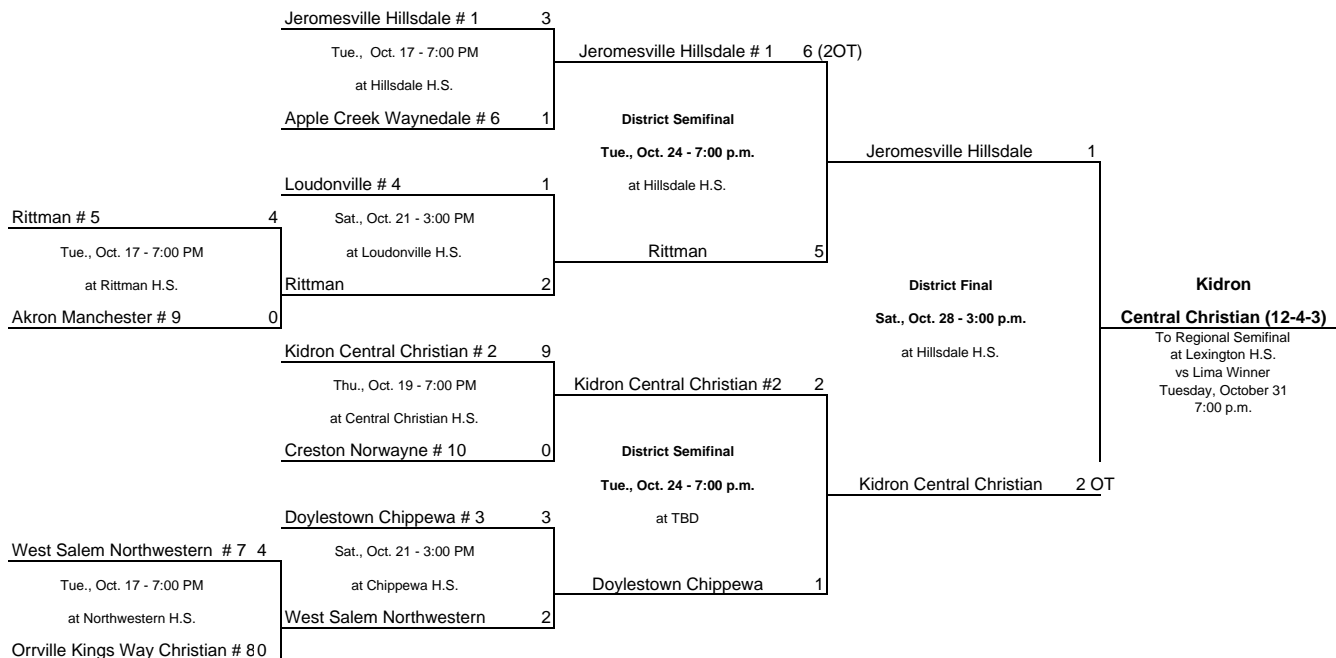 Jeromesville Hillsdale # 1 3
Tue., Oct. 17 - 7:00 PM
at Hillsdale H.S.
Apple Creek Waynedale # 6 1
Jeromesville Hillsdale # 1 6 (2OT)
District Semifinal
Tue., Oct. 24 - 7:00 p.m.
at Hillsdale H.S.
Rittman 5
Loudonville # 4 1
Sat., Oct. 21 - 3:00 PM
at Loudonville H.S.
Rittman 2
Rittman # 5 4
Tue., Oct. 17 - 7:00 PM
at Rittman H.S.
Akron Manchester # 9 0
Jeromesville Hillsdale 1
District Final
Sat., Oct. 28 - 3:00 p.m.
at Hillsdale H.S.
Kidron Central Christian 2 OT
Kidron
Central Christian (12-4-3)
To Regional Semifinal
at Lexington H.S.
vs Lima Winner
Tuesday, October 31
7:00 p.m.
Kidron Central Christian # 2 9
Thu., Oct. 19 - 7:00 PM
at Central Christian H.S.
Creston Norwayne # 10 0
Kidron Central Christian #2 2
District Semifinal
Tue., Oct. 24 - 7:00 p.m.
at TBD
Doylestown Chippewa 1
Doylestown Chippewa # 3 3
Sat., Oct. 21 - 3:00 PM
at Chippewa H.S.
West Salem Northwestern 2
West Salem Northwestern # 7 4
Tue., Oct. 17 - 7:00 PM
at Northwestern H.S.
Orrville Kings Way Christian # 8 0